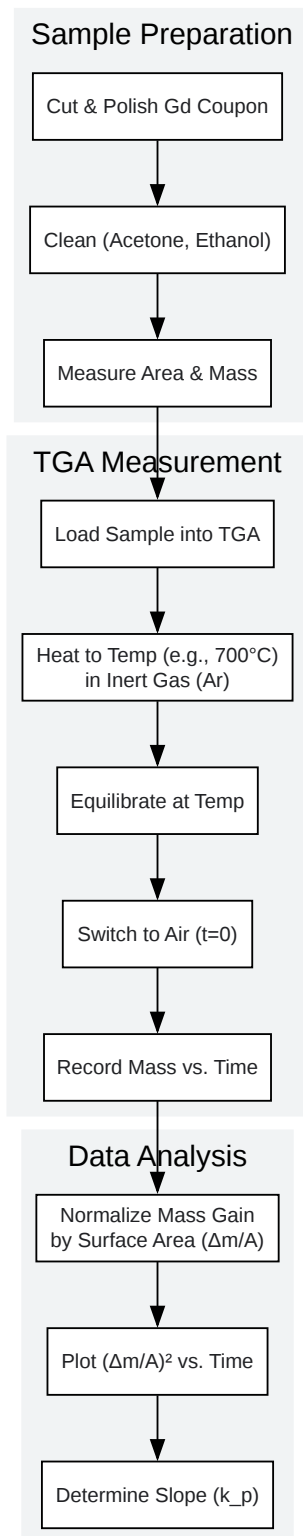 Sample Preparation
Cut & Polish Gd Coupon
Clean (Acetone, Ethanol)
Measure Area & Mass
TGA Measurement
Load Sample into TGA
Heat to Temp (e.g., 700°C)
in Inert Gas (Ar)
Equilibrate at Temp
Switch to Air (t=0)
Record Mass vs. Time
Data Analysis
Normalize Mass Gain
by Surface Area (Δm/A)
Plot (Δm/A)² vs. Time
Determine Slope (k_p)